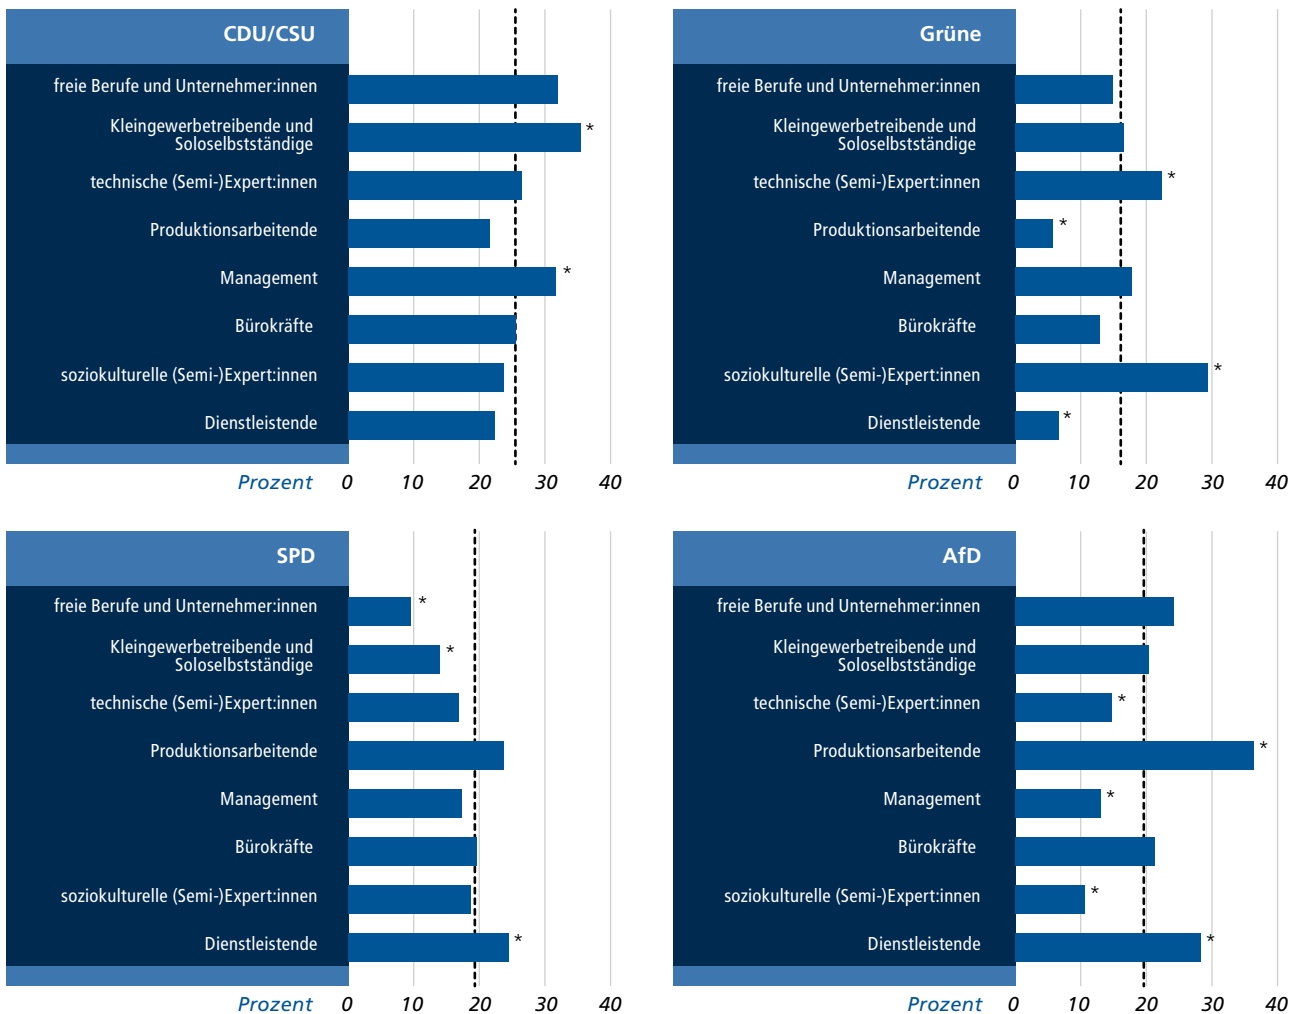 CDU/CSU
freie Berufe und Unternehmer:innen
Kleingewerbetreibende und
Soloselbstständige
*
technische (Semi-)Expert:innen
Produktionsarbeitende
Management
*
Bürokräfte
soziokulturelle (Semi-)Expert:innen
Dienstleistende
Prozent 0 10 20 30 40
Grüne
freie Berufe und Unternehmer:innen
Kleingewerbetreibende und
Soloselbstständige
technische (Semi-)Expert:innen
*
Produktionsarbeitende
*
Management
Bürokräfte
soziokulturelle (Semi-)Expert:innen
*
Dienstleistende
*
Prozent 0 10 20 30 40
SPD
freie Berufe und Unternehmer:innen
*
Kleingewerbetreibende und
Soloselbstständige
*
technische (Semi-)Expert:innen
Produktionsarbeitende
Management
Bürokräfte
soziokulturelle (Semi-)Expert:innen
Dienstleistende
*
Prozent 0 10 20 30 40
AfD
freie Berufe und Unternehmer:innen
Kleingewerbetreibende und
Soloselbstständige
technische (Semi-)Expert:innen
*
Produktionsarbeitende
*
Management
*
Bürokräfte
soziokulturelle (Semi-)Expert:innen
*
Dienstleistende
*
Prozent 0 10 20 30 40